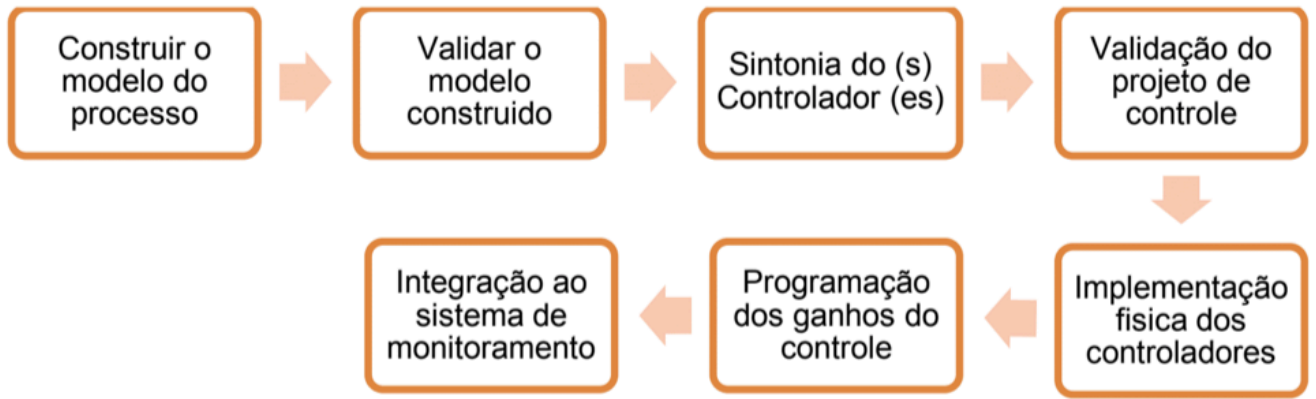 Construir o
modelo do
processo
Validar o
modelo
construido
Sintonia do (s)
Controlador (es)
Validação do
projeto de
controle
Implementação
fisica dos
controladores
Programação
dos ganhos do
controle
Integração ao
sistema de
monitoramento